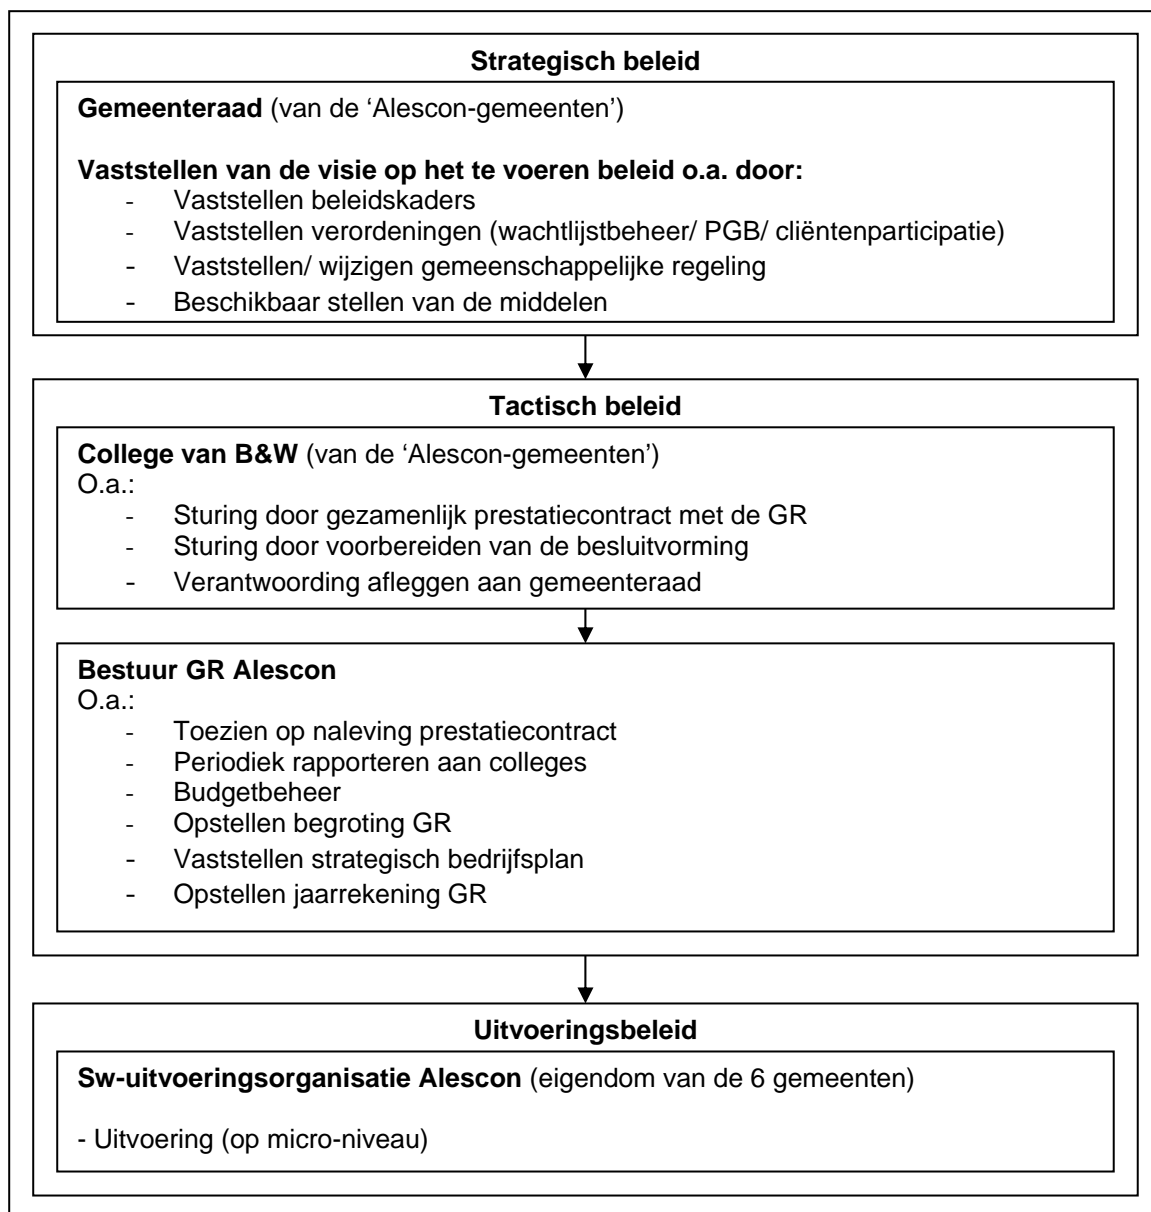 Strategisch beleid
Gemeenteraad (van de ‘Alescon-gemeenten’)
Vaststellen van de visie op het te voeren beleid o.a. door:
- Vaststellen beleidskaders
- Vaststellen verordeningen (wachtlijstbeheer/ PGB/ cliëntenparticipatie)
- Vaststellen/ wijzigen gemeenschappelijke regeling
- Beschikbaar stellen van de middelen
Tactisch beleid
College van B&W (van de ‘Alescon-gemeenten’)
O.a.:
- Sturing door gezamenlijk prestatiecontract met de GR
- Sturing door voorbereiden van de besluitvorming
- Verantwoording afleggen aan gemeenteraad
Bestuur GR Alescon
O.a.:
- Toezien op naleving prestatiecontract
- Periodiek rapporteren aan colleges
- Budgetbeheer
- Opstellen begroting GR
- Vaststellen strategisch bedrijfsplan
- Opstellen jaarrekening GR
Uitvoeringsbeleid
Sw-uitvoeringsorganisatie Alescon (eigendom van de 6 gemeenten)
- Uitvoering (op micro-niveau)